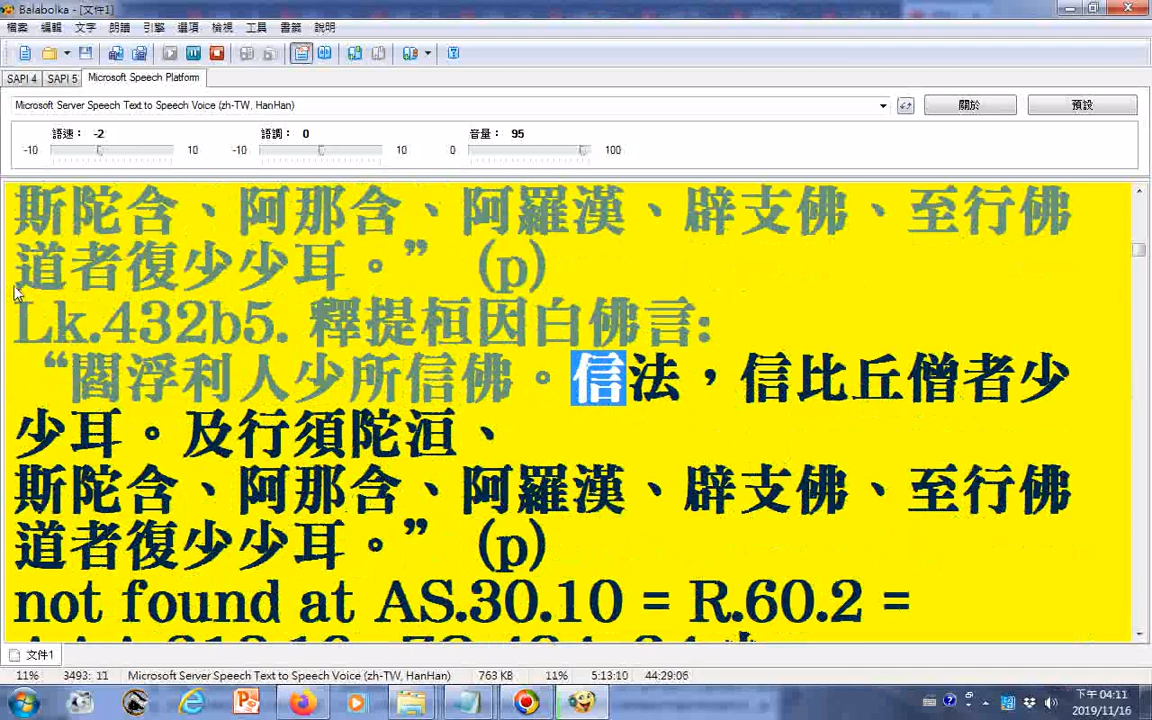 Balabolka - [文件1]
檔案 編輯 文字 朗讀 引擎 選項 檢視 工具 書籤 說明
SAPI 4 SAPI 5 Microsoft Speech Platform
Microsoft Server Speech Text to Speech Voice (zh-TW, HanHan) 關於 預設
語速： -2 語調： 0 音量： 95
-10 10 -10 10 0 100
斯陀含、阿那含、阿羅漢、辟支佛、至行佛
道者復少少耳。” (p)
Lk.432b5. 釋提桓因白佛言:
“閻浮利人少所信佛。信法，信比丘僧者少
少耳。及行須陀洹、
斯陀含、阿那含、阿羅漢、辟支佛、至行佛
道者復少少耳。” (p)
not found at AS.30.10 = R.60.2 =
文件1
11% 3493: 11 Microsoft Server Speech Text to Speech Voice (zh-TW, HanHan) 763 KB 11% 5:13:10 44:29:06
下午 04:11
2019/11/16